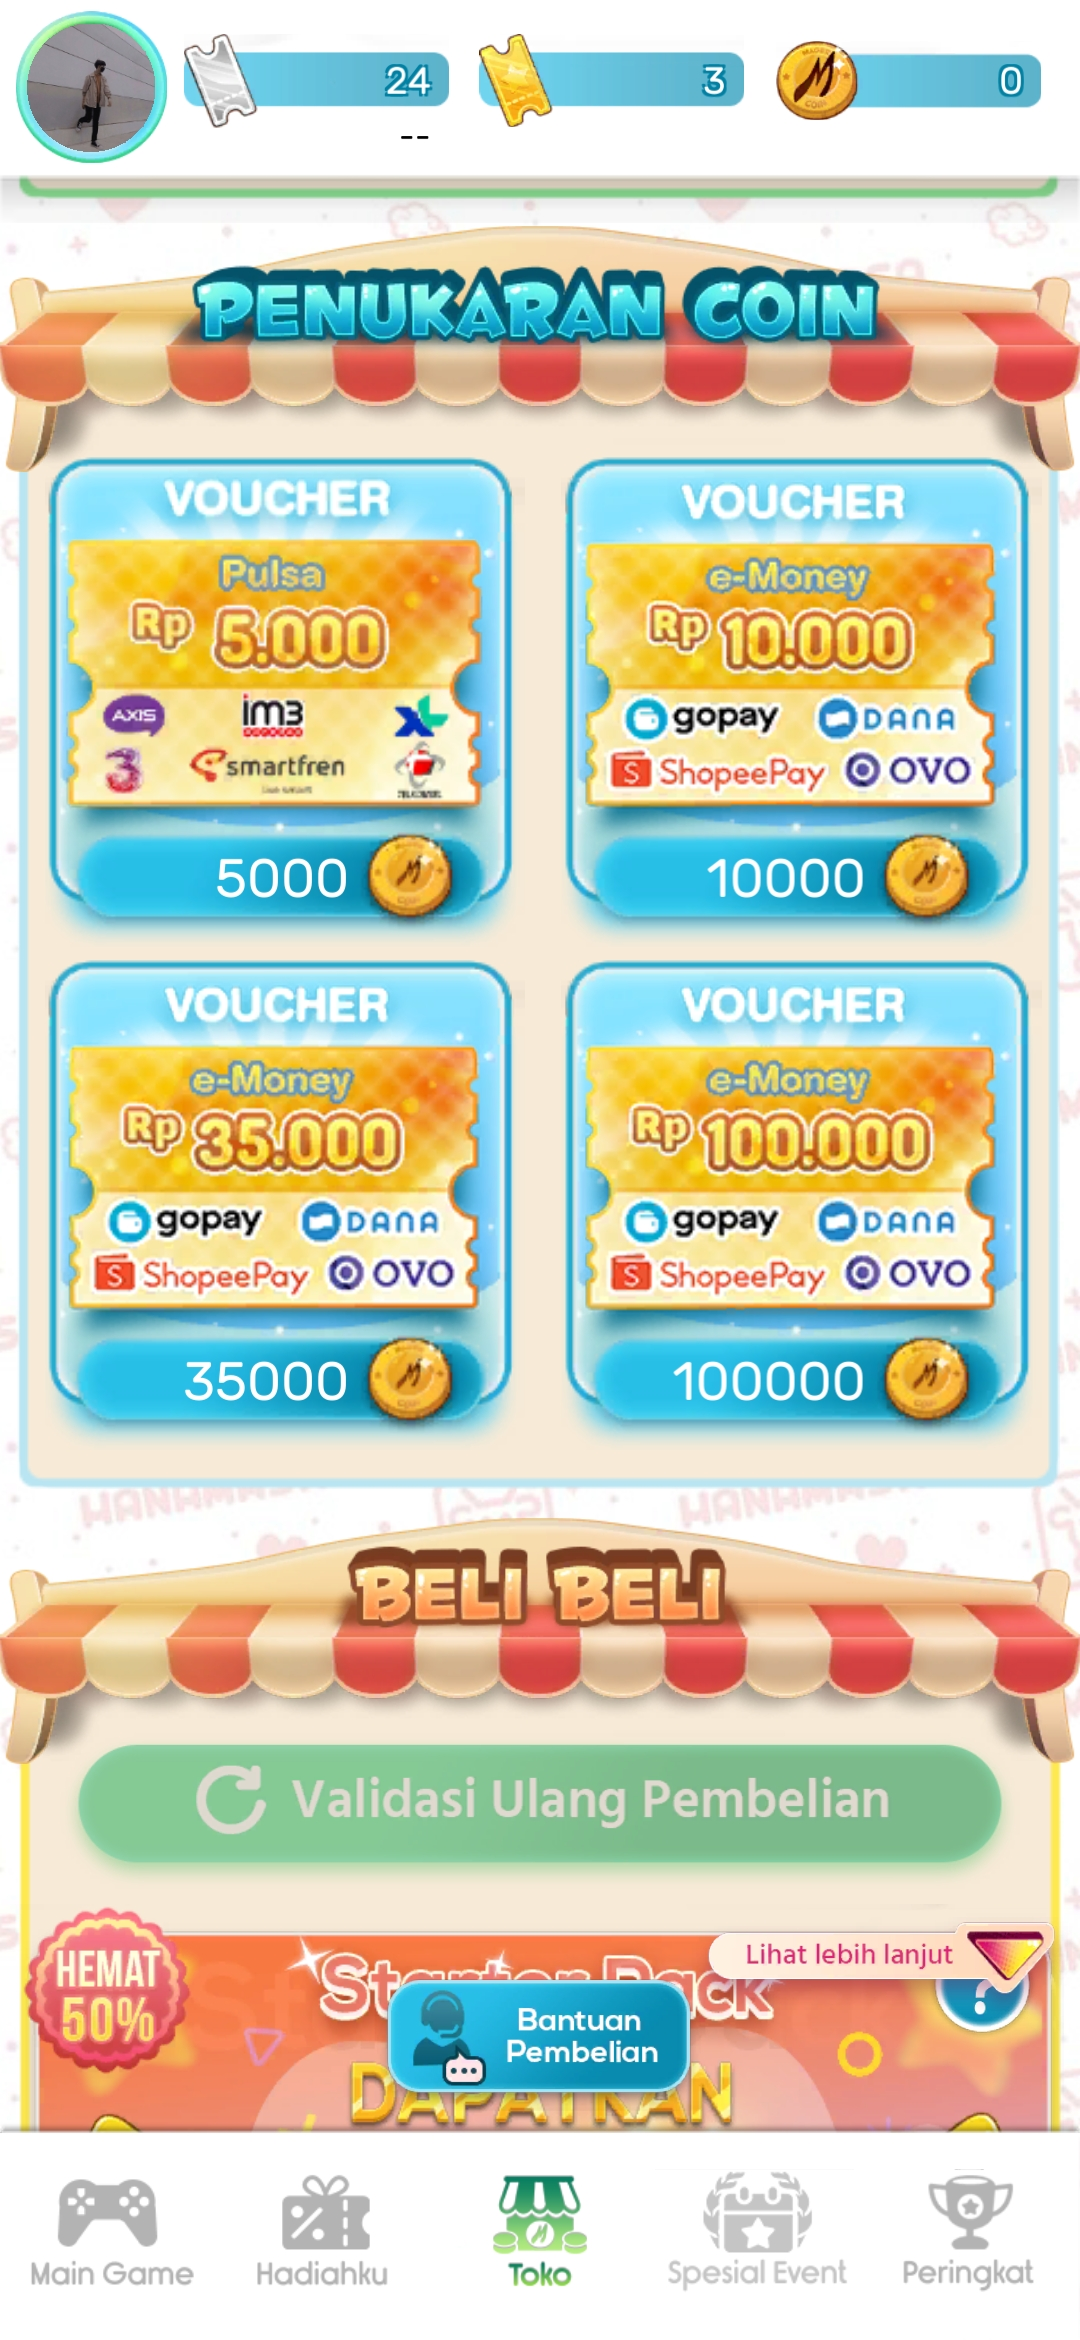 24
3
0
--
PENUKARAN COIN
VOUCHER
Pulsa
Rp 5.000
AXIS
im3
XL
3
smartfren
5000
VOUCHER
e-Money
Rp 10.000
gopay DANA
ShopeePay OVO
10000
VOUCHER
e-Money
Rp 35.000
gopay DANA
ShopeePay OVO
35000
VOUCHER
e-Money
Rp 100.000
gopay DANA
ShopeePay OVO
100000
BELI BELI
Validasi Ulang Pembelian
HEMAT
50%
Starter Pack
Lihat lebih lanjut
?
Bantuan
Pembelian
DAPATKAN
Main Game
Hadiahku
Toko
Spesial Event
Peringkat